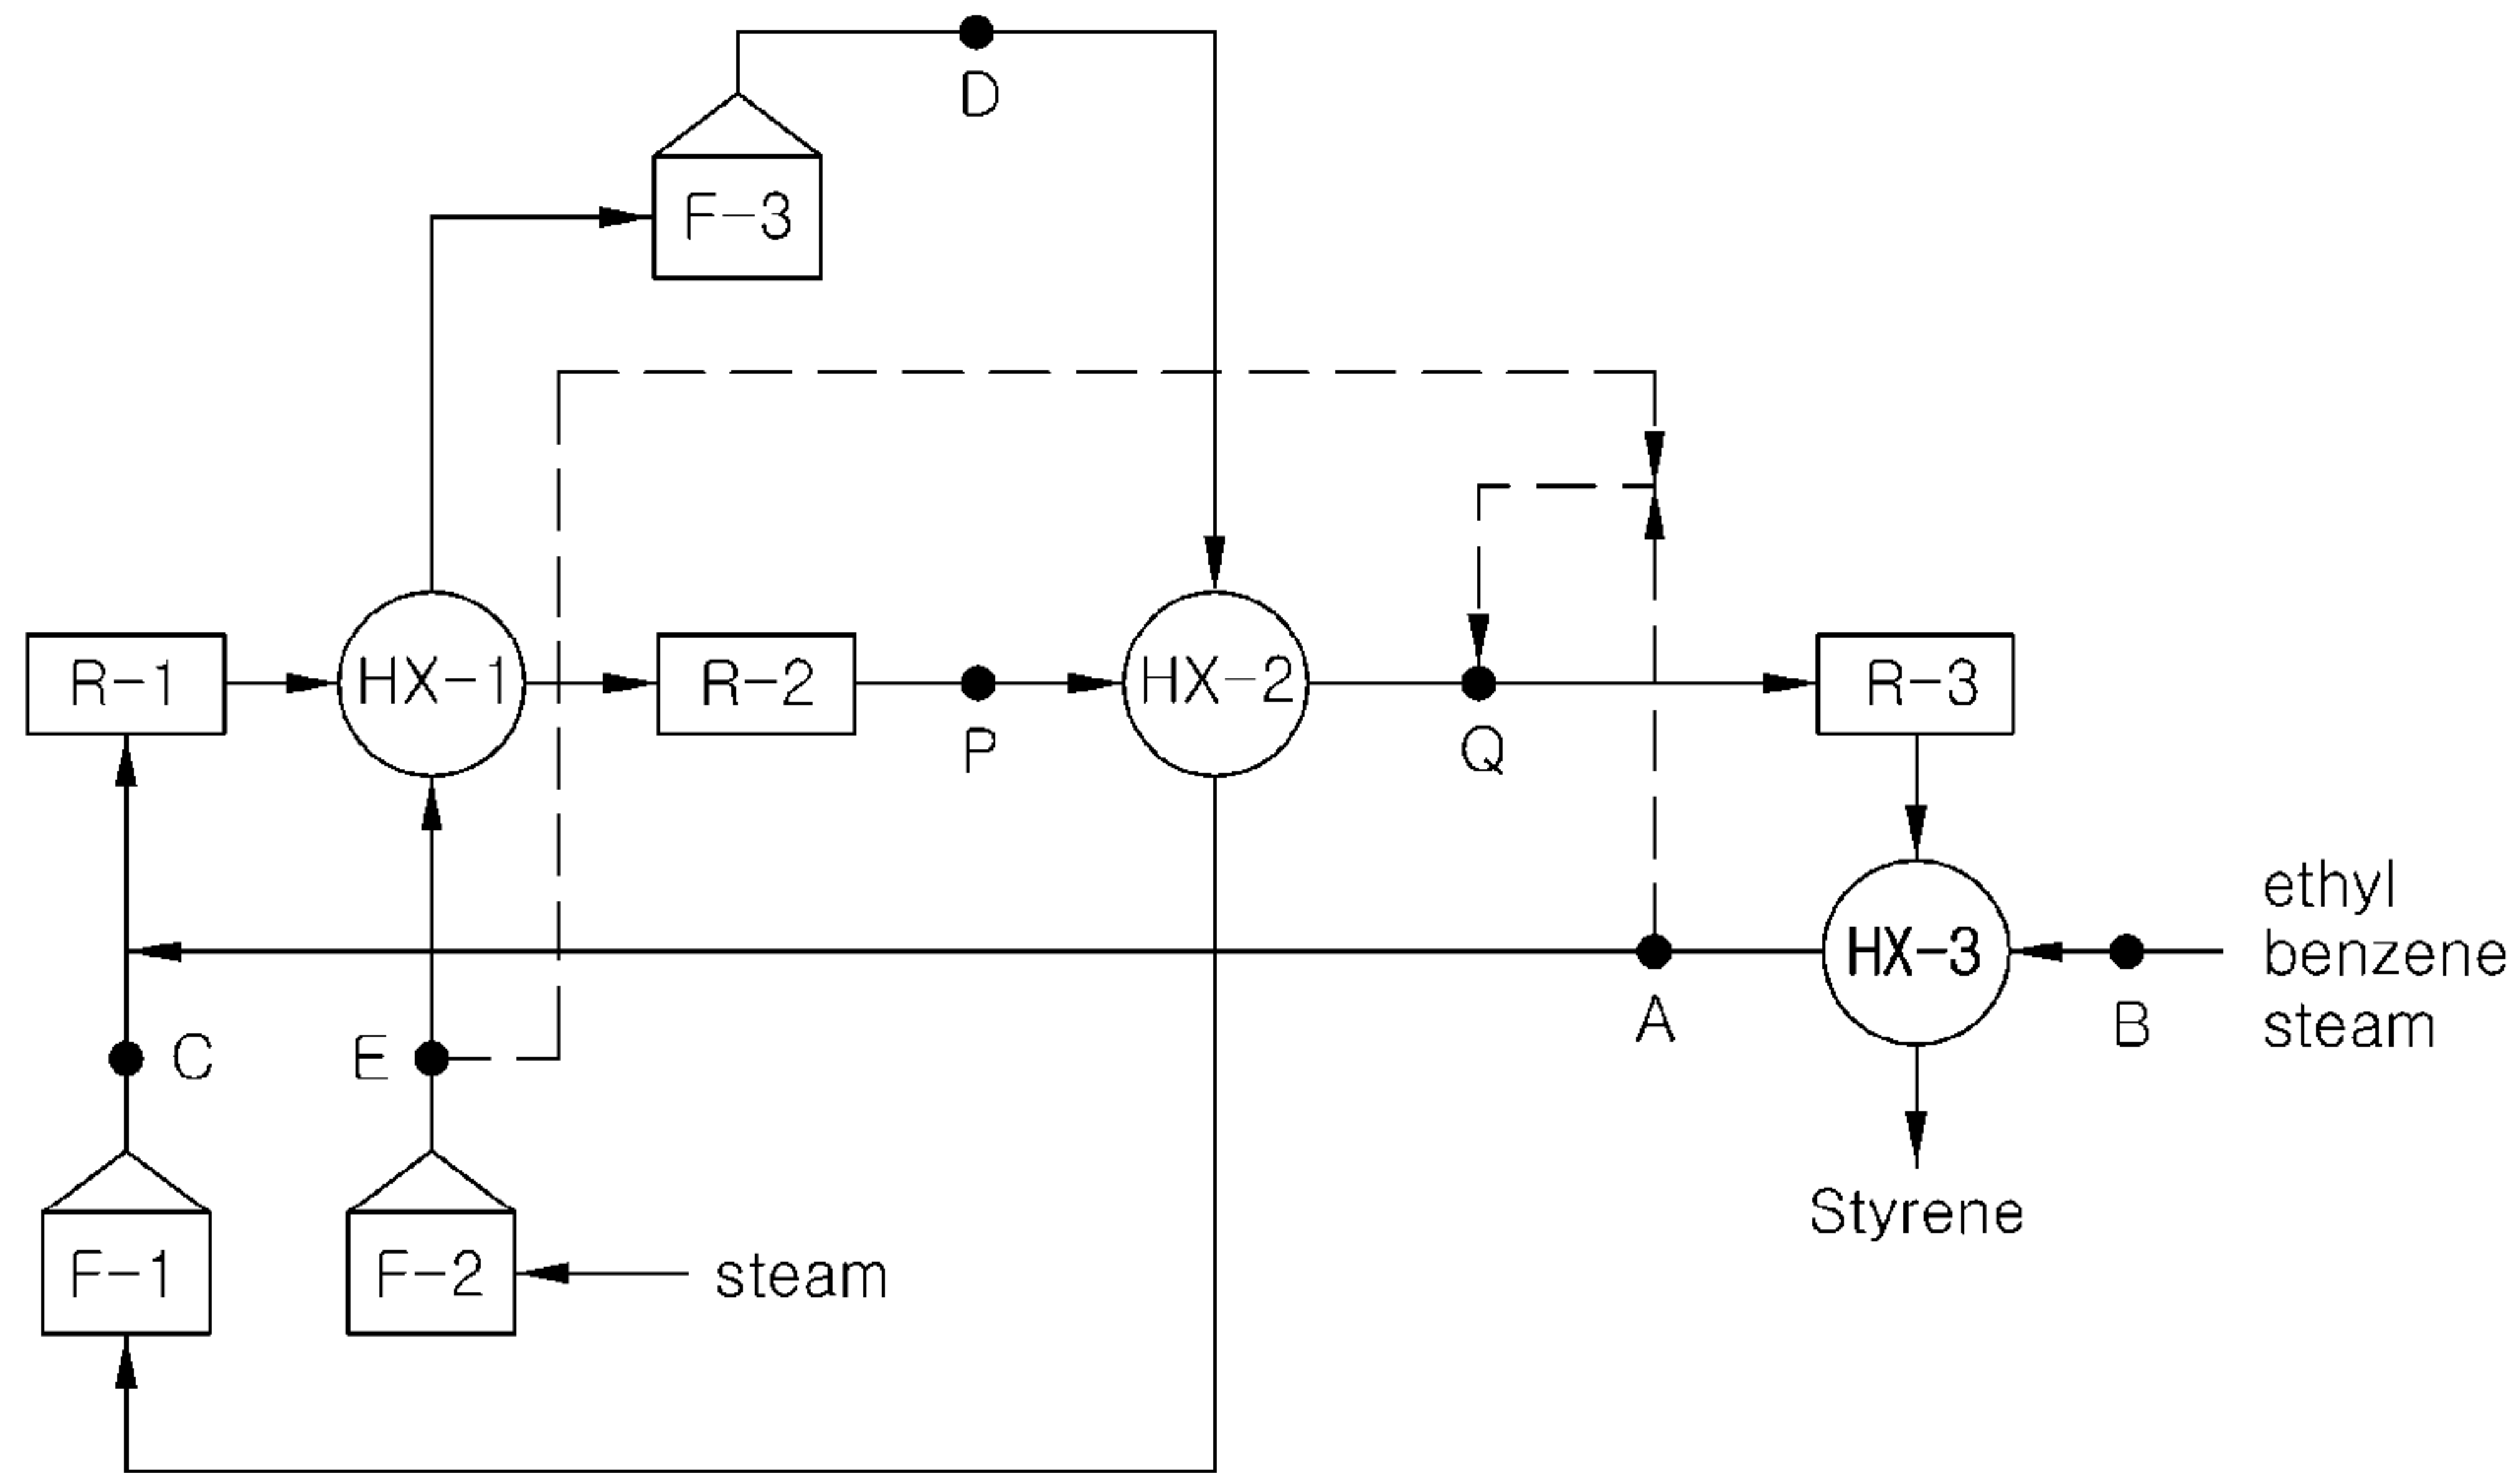 D
F-3
R-1
HX-1
R-2
HX-2
R-3
P
Q
ethyl
benzene
steam
HX-3
A
B
C
E
Styrene
F-1
F-2
steam